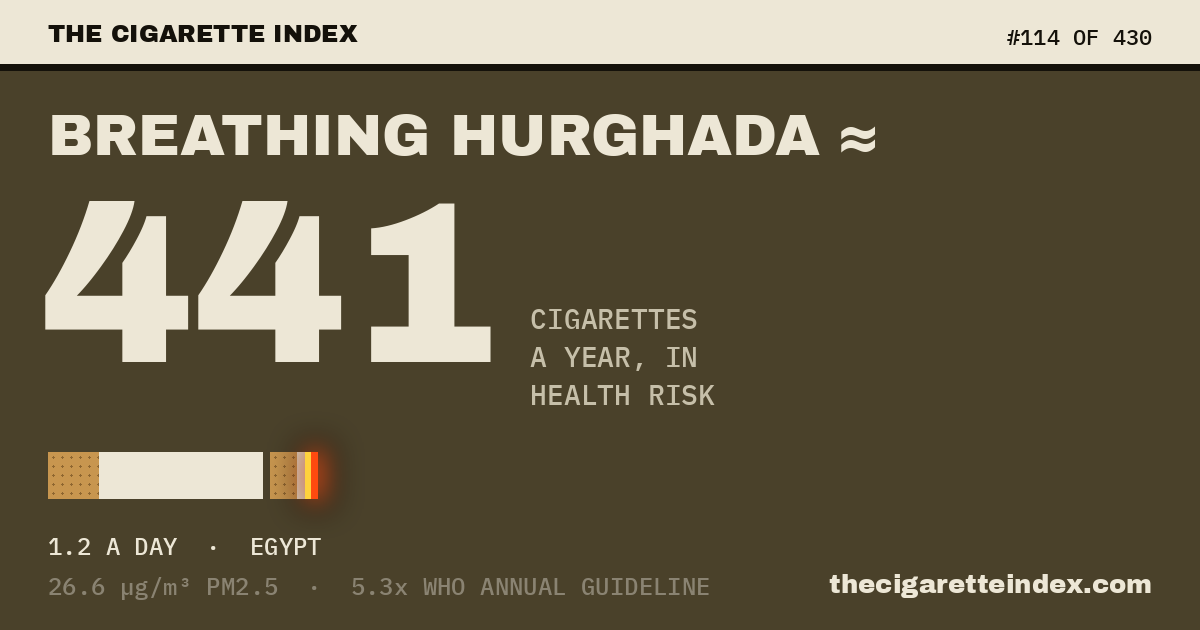 THE CIGARETTE INDEX
#114 OF 430
BREATHING HURGHADA ≈
441
CIGARETTES
A YEAR, IN
HEALTH RISK
1.2 A DAY · EGYPT
26.6 µg/m³ PM2.5 · 5.3x WHO ANNUAL GUIDELINE
thecigaretteindex.com